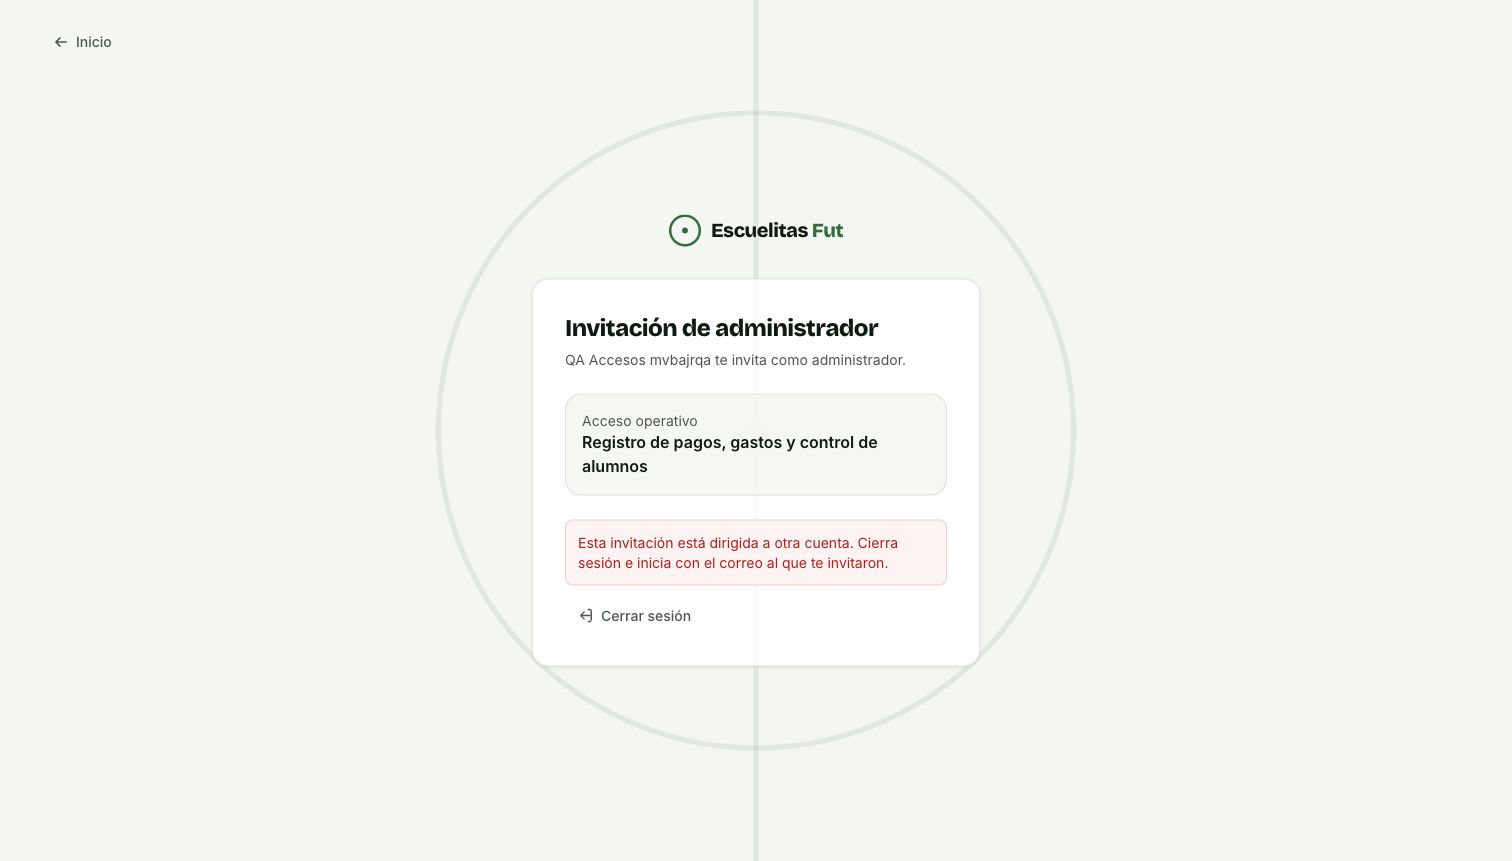 Inicio
Escuelitas Fut
Invitación de administrador
QA Accesos mvbajrqa te invita como administrador.
Acceso operativo
Registro de pagos, gastos y control de
alumnos
Esta invitación está dirigida a otra cuenta. Cierra
sesión e inicia con el correo al que te invitaron.
Cerrar sesión